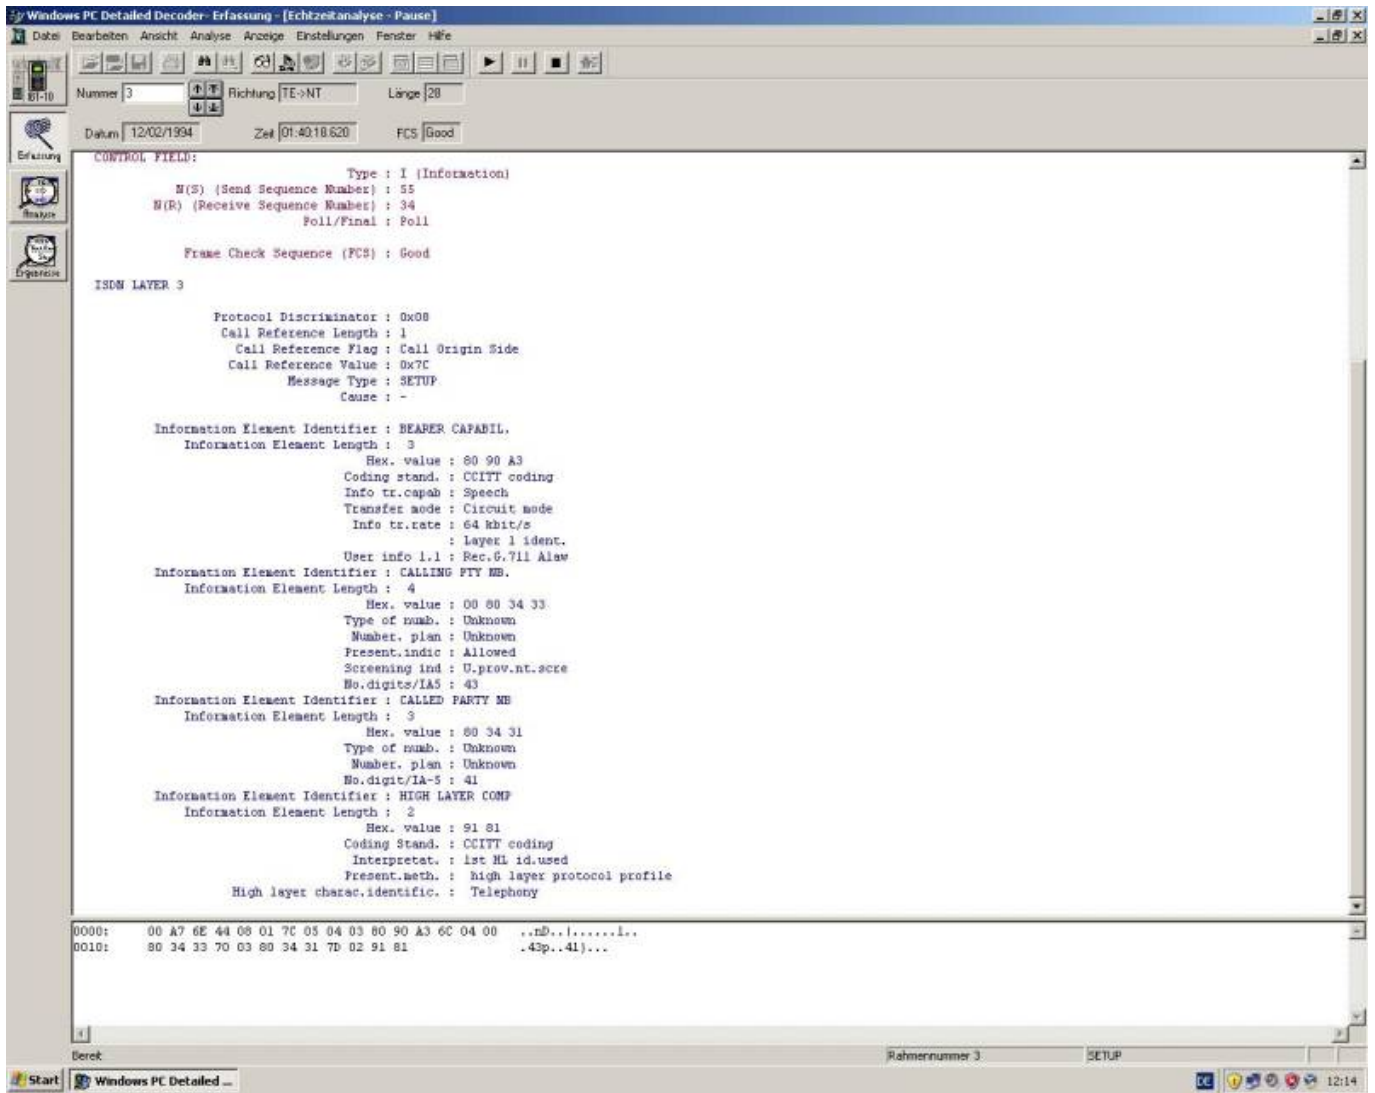 Windows PC Detailed Decoder- Erfassung - [Echtzeitanalyse - Pause]
Datei Bearbeiten Ansicht Analyse Anzeige Einstellungen Fenster Hilfe
IBT-10
Nummer 3 Richtung TE->NT Länge 28
Datum 12/02/1994 Zeit 01:40:18.620 FCS Good
Erfassung
Analyse
Ergebnisse
CONTROL FIELD:
Type : I (Information)
N(S) (Send Sequence Number) : 55
N(R) (Receive Sequence Number) : 34
Poll/Final : Poll
Frame Check Sequence (FCS) : Good
ISDN LAYER 3
Protocol Discriminator : 0x08
Call Reference Length : 1
Call Reference Flag : Call Origin Side
Call Reference Value : 0x7C
Message Type : SETUP
Cause : -
Information Element Identifier : BEARER CAPABIL.
Information Element Length : 3
Hex. value : 80 90 A3
Coding stand. : CCITT coding
Info tr.capab : Speech
Transfer mode : Circuit mode
Info tr.rate : 64 kbit/s
: Layer 1 ident.
User info l.1 : Rec.G.711 Alaw
Information Element Identifier : CALLING PTY NB.
Information Element Length : 4
Hex. value : 00 80 34 33
Type of numb. : Unknown
Number. plan : Unknown
Present.indic : Allowed
Screening ind : U.prov.nt.scre
No.digits/IA5 : 43
Information Element Identifier : CALLED PARTY NB
Information Element Length : 3
Hex. value : 80 34 31
Type of numb. : Unknown
Number. plan : Unknown
No.digit/IA-5 : 41
Information Element Identifier : HIGH LAYER COMP
Information Element Length : 2
Hex. value : 91 81
Coding Stand. : CCITT coding
Interpretat. : 1st HL id.used
Present.meth. : high layer protocol profile
High layer charac.identific. : Telephony
0000: 00 A7 6E 44 08 01 7C 05 04 03 80 90 A3 6C 04 00 ..nD..|......l..
0010: 80 34 33 70 03 80 34 31 7D 02 91 81 .43p..41}...
Bereit Rahmennummer 3 SETUP
Start Windows PC Detailed ... DE 12:14